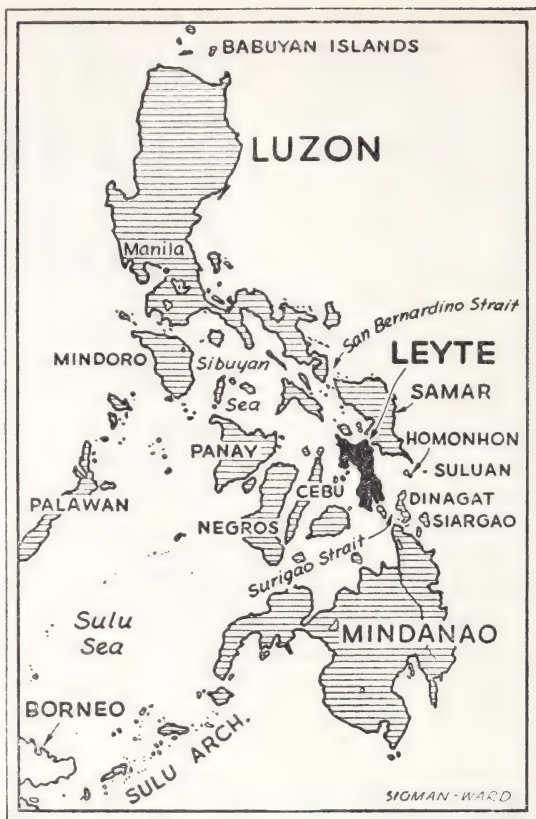 BABUYAN ISLANDS
LUZON
Manila
San Bernardino Strait
MINDORO
Sibuyan
Sea
LEYTE
SAMAR
HOMONHON
SULUAN
PANAY
CEBU
DINAGAT
SIARGAO
PALAWAN
NEGROS
Surigao Strait
Sulu
Sea
MINDANAO
BORNEO
SULU ARCH.
SIGMAN-WARD